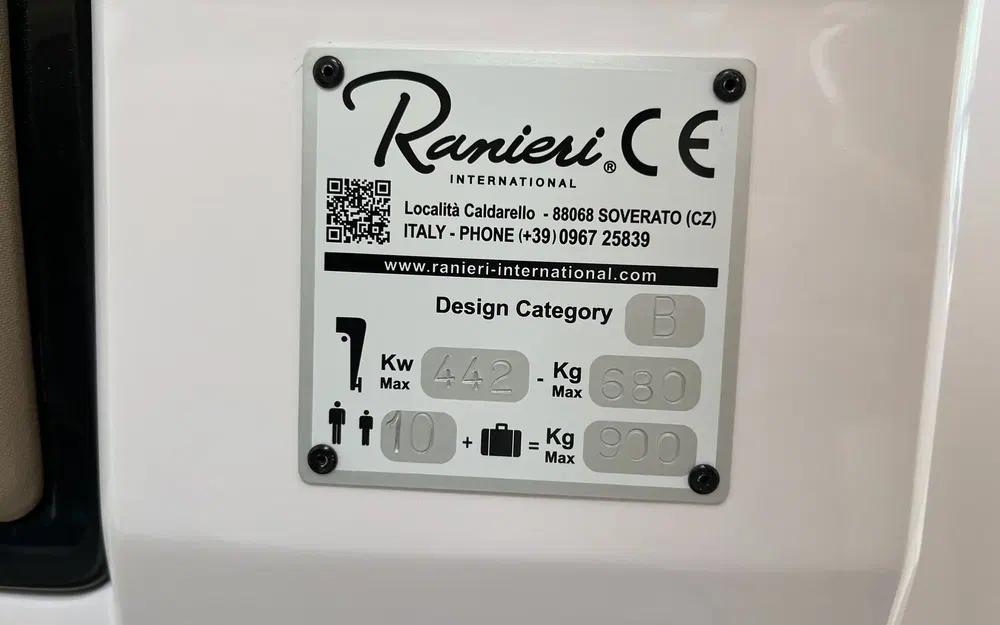 Ranieri® CE
INTERNATIONAL
Località Caldarello - 88068 SOVERATO (CZ)
ITALY - PHONE (+39) 0967 25839
www.ranieri-international.com
Design Category B
Kw Max 442 - Kg Max 680
10 + = Kg Max 900